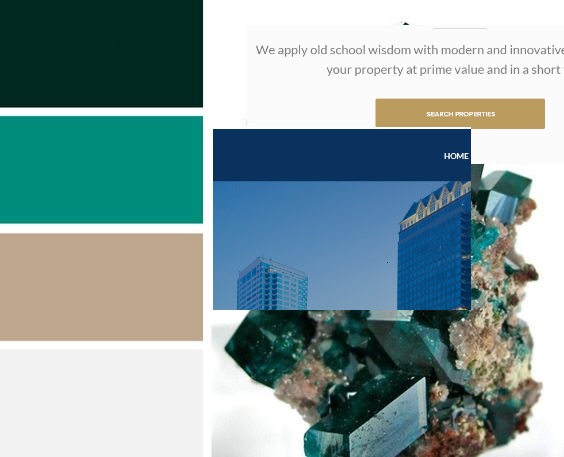 We apply old school wisdom with modern and innovative
your property at prime value and in a short
SEARCH PROPERTIES
HOME